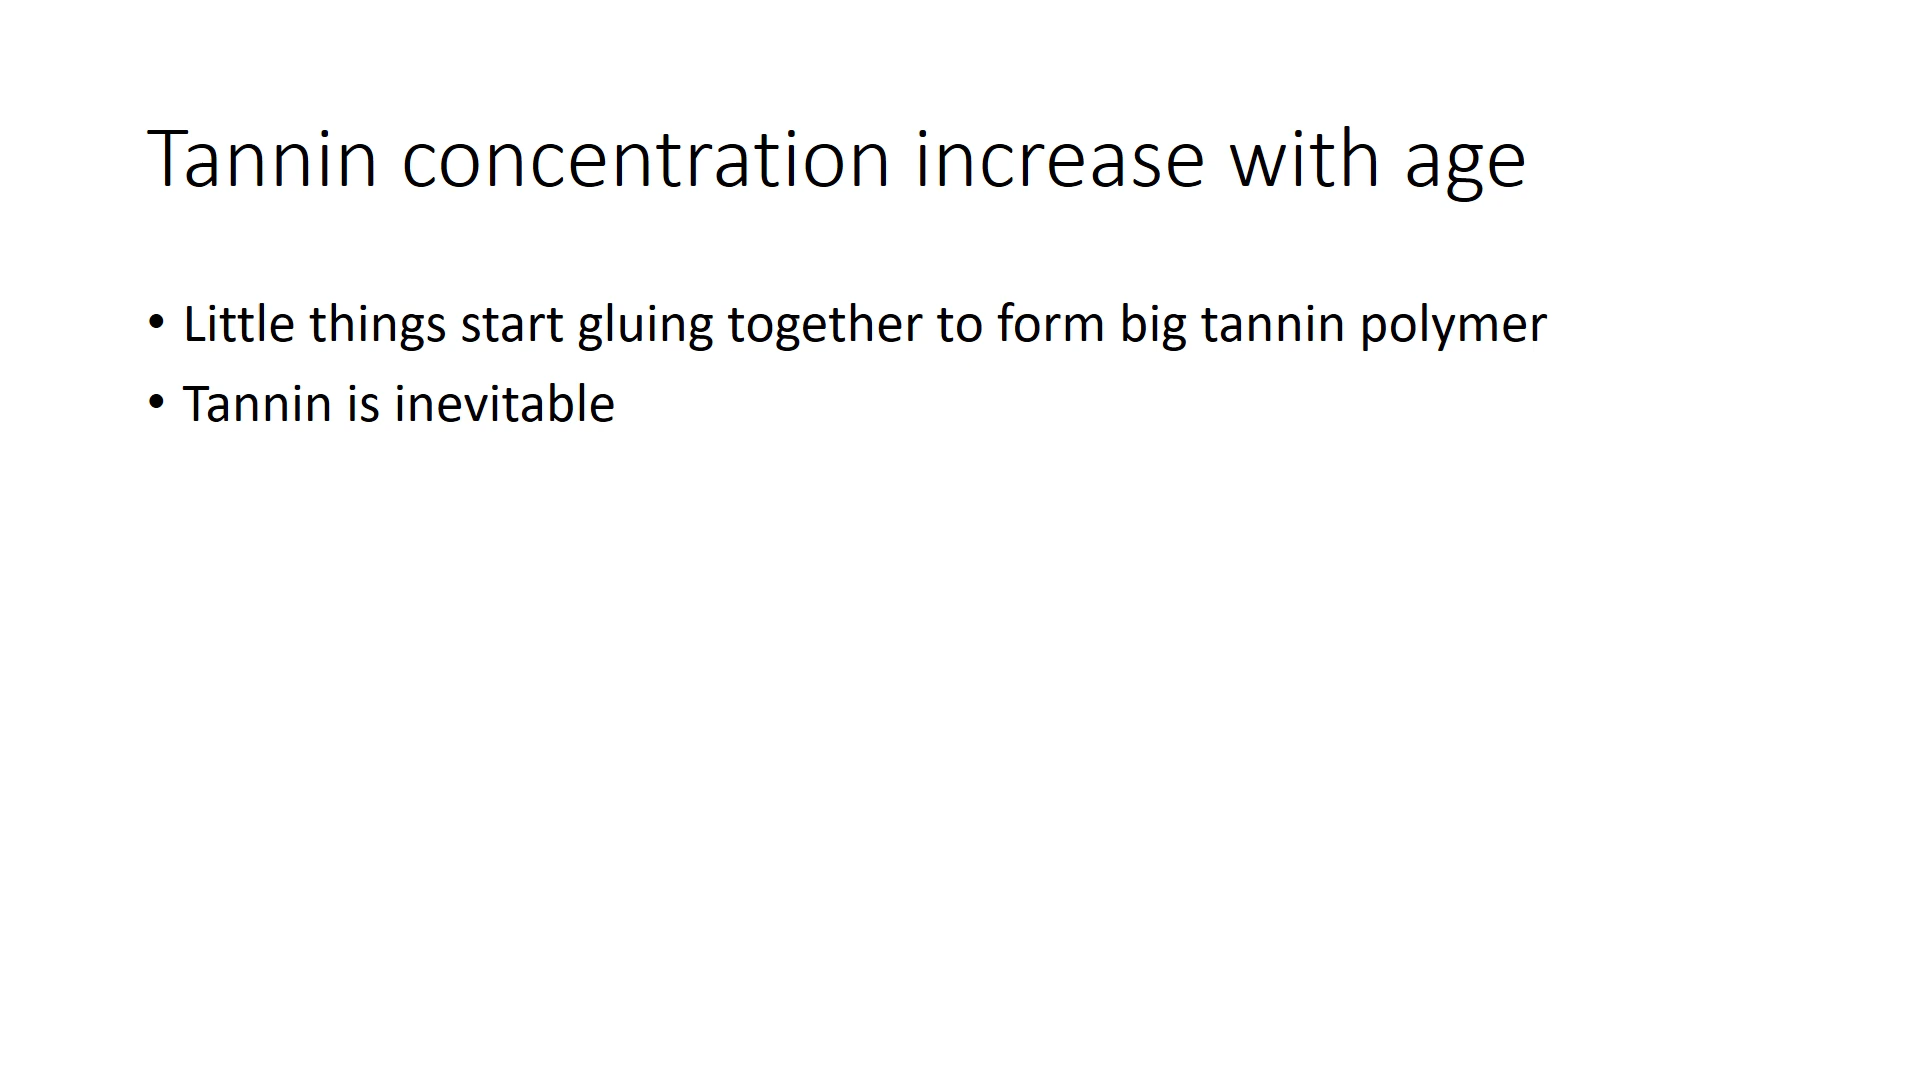 Tannin concentration increase with age
• Little things start gluing together to form big tannin polymer
• Tannin is inevitable